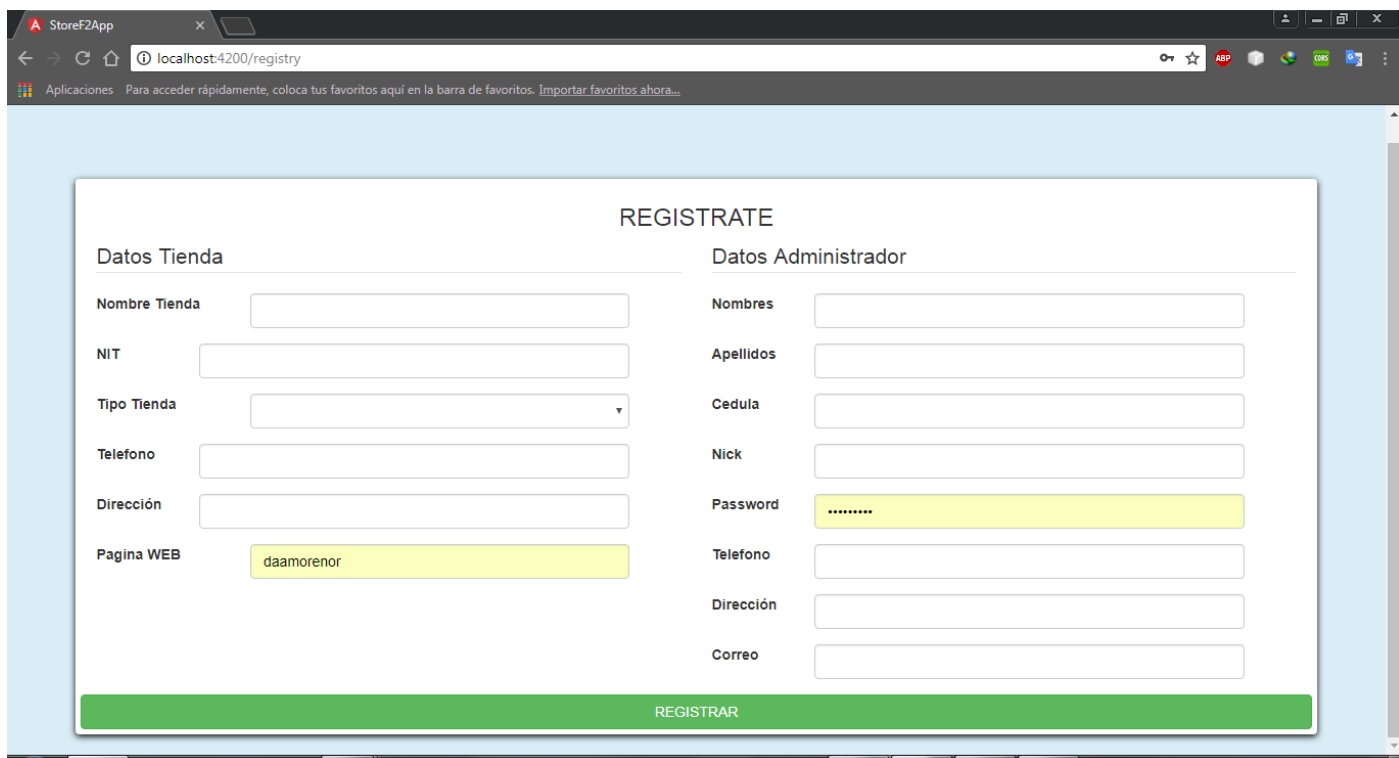 StoreF2App
localhost:4200/registry
ABP
CORS
Aplicaciones Para acceder rápidamente, coloca tus favoritos aquí en la barra de favoritos. Importar favoritos ahora...
REGISTRATE
Datos Tienda
Nombre Tienda
NIT
Tipo Tienda
Telefono
Dirección
Pagina WEB daamorenor
Datos Administrador
Nombres
Apellidos
Cedula
Nick
Password •••••••••
Telefono
Dirección
Correo
REGISTRAR